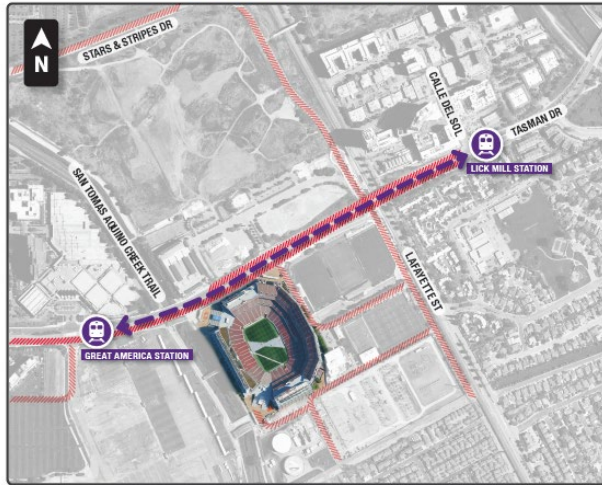 STARS & STRIPES DR
N
CALLE DEL SOL
TASMAN DR
LICK MILL STATION
SAN TOMAS AQUINO CREEK TRAIL
LAFAYETTE ST
GREAT AMERICA STATION